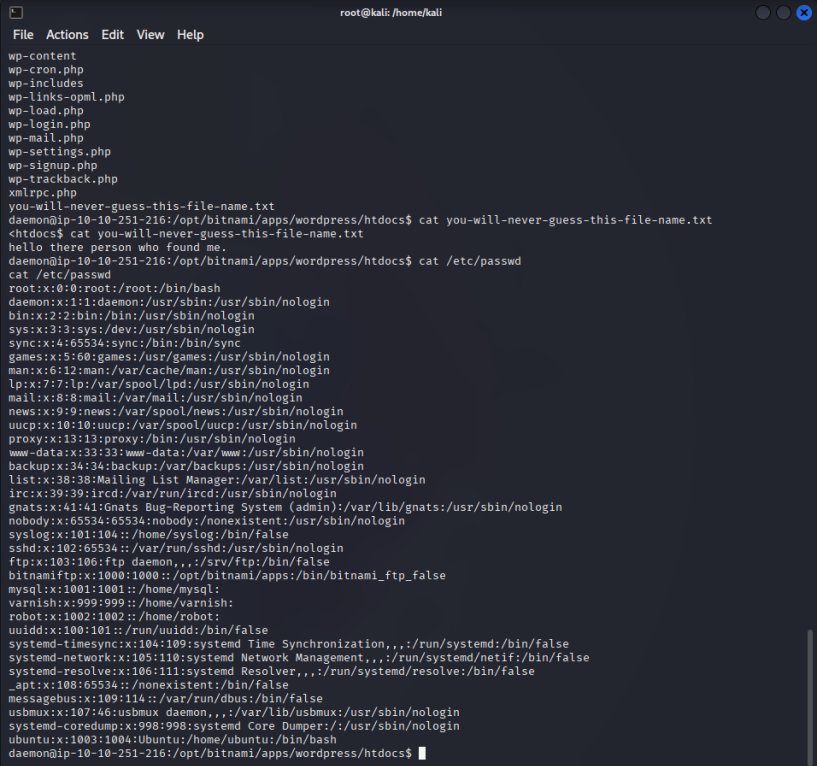 root@kali: /home/kali
File Actions Edit View Help
wp-content
wp-cron.php
wp-includes
wp-links-opml.php
wp-load.php
wp-login.php
wp-mail.php
wp-settings.php
wp-signup.php
wp-trackback.php
xmlrpc.php
you-will-never-guess-this-file-name.txt
daemon@ip-10-10-251-216:/opt/bitnami/apps/wordpress/htdocs$ cat you-will-never-guess-this-file-name.txt
<htdocs$ cat you-will-never-guess-this-file-name.txt
hello there person who found me.
daemon@ip-10-10-251-216:/opt/bitnami/apps/wordpress/htdocs$ cat /etc/passwd
cat /etc/passwd
root:x:0:0:root:/root:/bin/bash
daemon:x:1:1:daemon:/usr/sbin:/usr/sbin/nologin
bin:x:2:2:bin:/bin:/usr/sbin/nologin
sys:x:3:3:sys:/dev:/usr/sbin/nologin
sync:x:4:65534:sync:/bin:/bin/sync
games:x:5:60:games:/usr/games:/usr/sbin/nologin
man:x:6:12:man:/var/cache/man:/usr/sbin/nologin
lp:x:7:7:lp:/var/spool/lpd:/usr/sbin/nologin
mail:x:8:8:mail:/var/mail:/usr/sbin/nologin
news:x:9:9:news:/var/spool/news:/usr/sbin/nologin
uucp:x:10:10:uucp:/var/spool/uucp:/usr/sbin/nologin
proxy:x:13:13:proxy:/bin:/usr/sbin/nologin
www-data:x:33:33:www-data:/var/www:/usr/sbin/nologin
backup:x:34:34:backup:/var/backups:/usr/sbin/nologin
list:x:38:38:Mailing List Manager:/var/list:/usr/sbin/nologin
irc:x:39:39:ircd:/var/run/ircd:/usr/sbin/nologin
gnats:x:41:41:Gnats Bug-Reporting System (admin):/var/lib/gnats:/usr/sbin/nologin
nobody:x:65534:65534:nobody:/nonexistent:/usr/sbin/nologin
syslog:x:101:104::/home/syslog:/bin/false
sshd:x:102:65534::/var/run/sshd:/usr/sbin/nologin
ftp:x:103:106:ftp daemon,,,:/srv/ftp:/bin/false
bitnamiftp:x:1000:1000::/opt/bitnami/apps:/bin/bitnami_ftp_false
mysql:x:1001:1001::/home/mysql:
varnish:x:999:999::/home/varnish:
robot:x:1002:1002::/home/robot:
uuidd:x:100:101::/run/uuidd:/bin/false
systemd-timesync:x:104:109:systemd Time Synchronization,,,:/run/systemd:/bin/false
systemd-network:x:105:110:systemd Network Management,,,:/run/systemd/netif:/bin/false
systemd-resolve:x:106:111:systemd Resolver,,,:/run/systemd/resolve:/bin/false
_apt:x:108:65534::/nonexistent:/bin/false
messagebus:x:109:114::/var/run/dbus:/bin/false
usbmux:x:107:46:usbmux daemon,,,:/var/lib/usbmux:/usr/sbin/nologin
systemd-coredump:x:998:998:systemd Core Dumper:/:/usr/sbin/nologin
ubuntu:x:1003:1004:Ubuntu:/home/ubuntu:/bin/bash
daemon@ip-10-10-251-216:/opt/bitnami/apps/wordpress/htdocs$